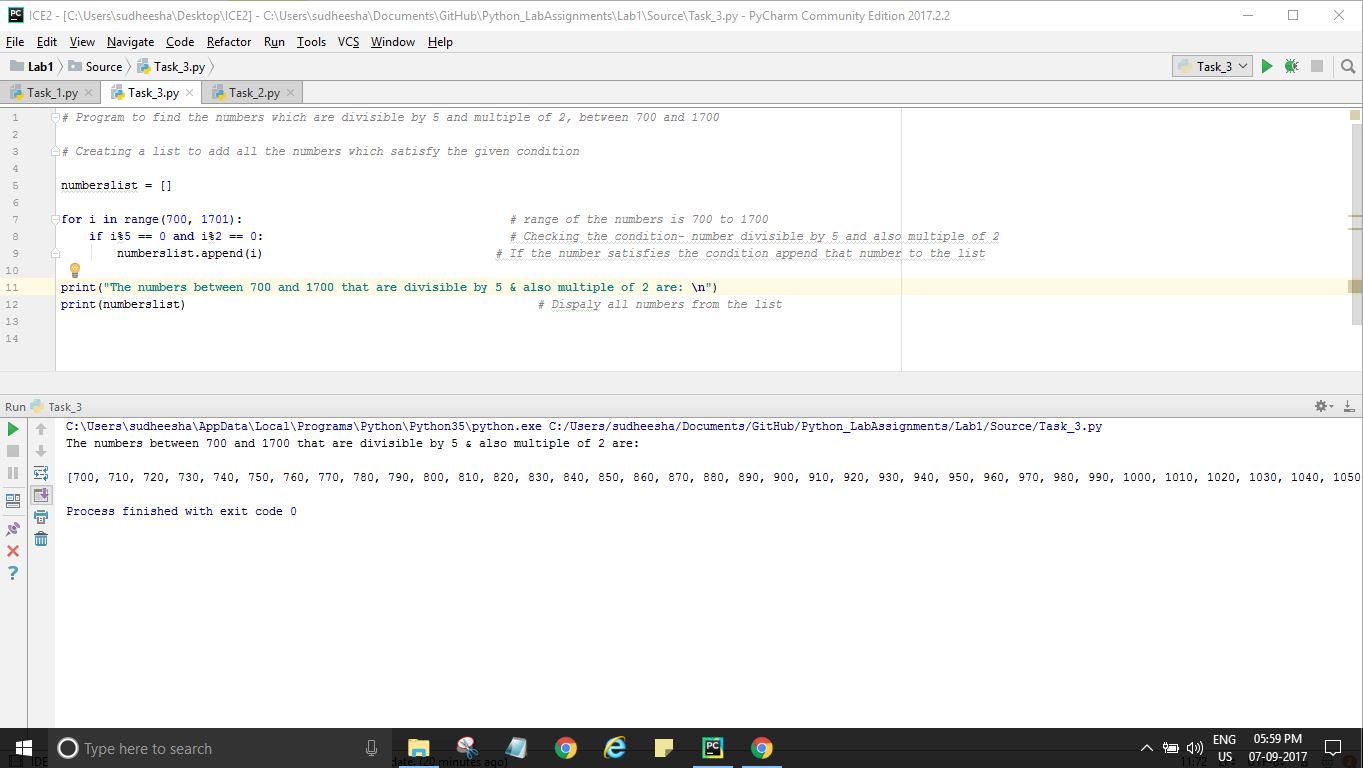 ICE2 - [C:\Users\sudheesha\Desktop\ICE2] - C:\Users\sudheesha\Documents\GitHub\Python_LabAssignments\Lab1\Source\Task_3.py - PyCharm Community Edition 2017.2.2
File Edit View Navigate Code Refactor Run Tools VCS Window Help
Lab1 Source Task_3.py Task_3
Task_1.py Task_3.py Task_2.py
1 # Program to find the numbers which are divisible by 5 and multiple of 2, between 700 and 1700
2
3 # Creating a list to add all the numbers which satisfy the given condition
4
5 numberslist = []
6
7 for i in range(700, 1701): # range of the numbers is 700 to 1700
8 if i%5 == 0 and i%2 == 0: # Checking the condition- number divisible by 5 and also multiple of 2
9 numberslist.append(i) # If the number satisfies the condition append that number to the list
10
11 print("The numbers between 700 and 1700 that are divisible by 5 & also multiple of 2 are: \n")
12 print(numberslist) # Dispaly all numbers from the list
13
14
Run Task_3
C:\Users\sudheesha\AppData\Local\Programs\Python\Python35\python.exe C:/Users/sudheesha/Documents/GitHub/Python_LabAssignments/Lab1/Source/Task_3.py
The numbers between 700 and 1700 that are divisible by 5 & also multiple of 2 are:
[700, 710, 720, 730, 740, 750, 760, 770, 780, 790, 800, 810, 820, 830, 840, 850, 860, 870, 880, 890, 900, 910, 920, 930, 940, 950, 960, 970, 980, 990, 1000, 1010, 1020, 1030, 1040, 1050
Process finished with exit code 0
Type here to search
ENG 05:59 PM
US 07-09-2017
IDE date. (20 minutes ago) 11:72